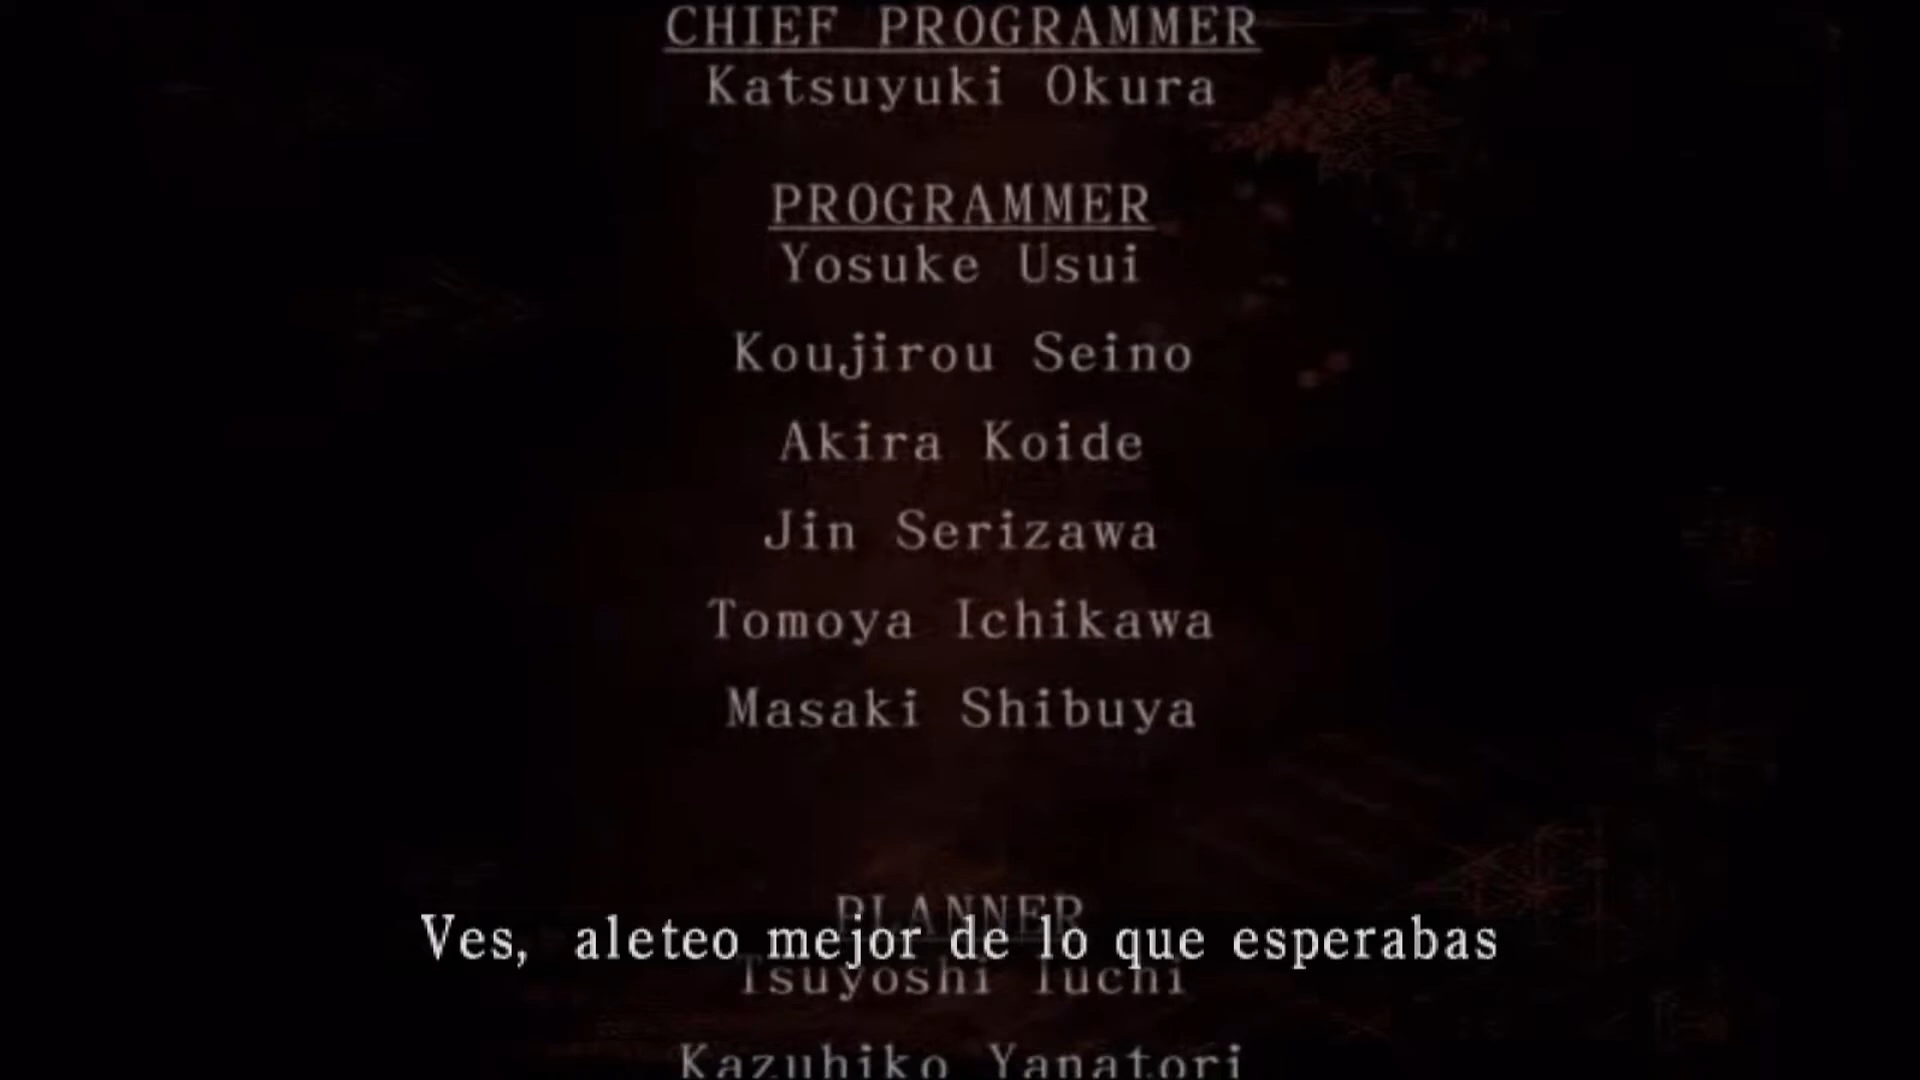 CHIEF PROGRAMMER
Katsuyuki Okura
PROGRAMMER
Yosuke Usui
Koujirou Seino
Akira Koide
Jin Serizawa
Tomoya Ichikawa
Masaki Shibuya
PLANNER
Ves, aleteo mejor de lo que esperabas
Tsuyoshi Iuchi
Kazuhiko Yanatori